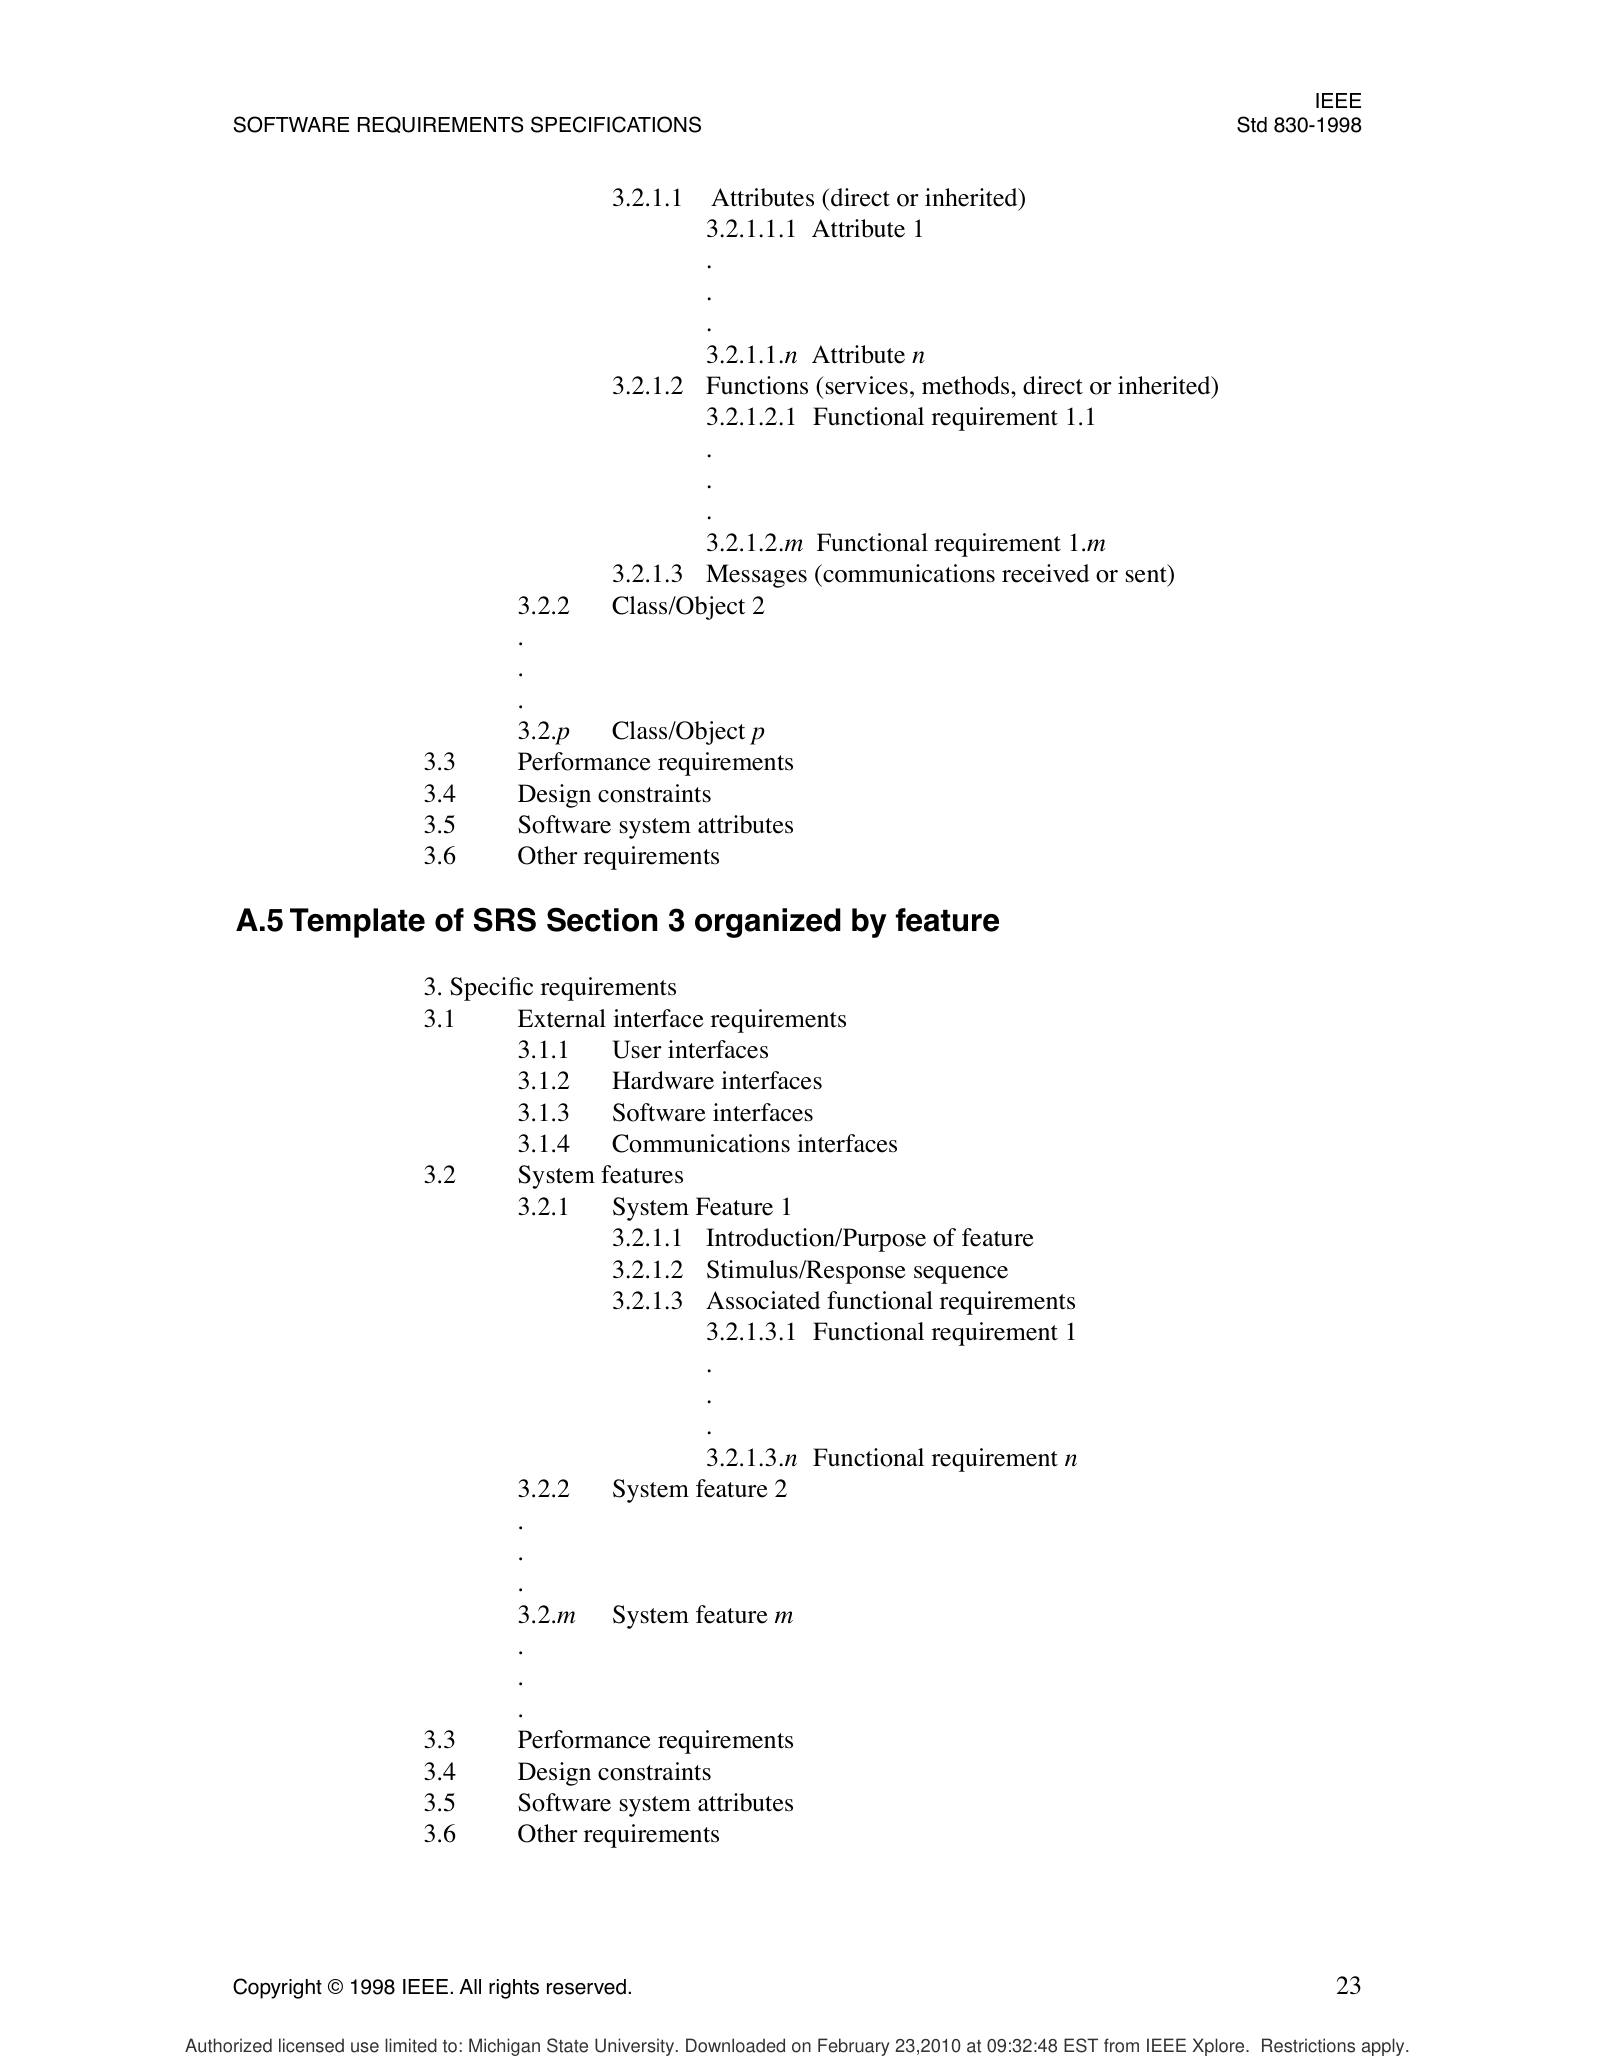 IEEE
SOFTWARE REQUIREMENTS SPECIFICATIONS Std 830-1998
3.2.1.1 Attributes (direct or inherited)
3.2.1.1.1 Attribute 1
.
.
.
3.2.1.1.n Attribute n
3.2.1.2 Functions (services, methods, direct or inherited)
3.2.1.2.1 Functional requirement 1.1
.
.
.
3.2.1.2.m Functional requirement 1.m
3.2.1.3 Messages (communications received or sent)
3.2.2 Class/Object 2
.
.
.
3.2.p Class/Object p
3.3 Performance requirements
3.4 Design constraints
3.5 Software system attributes
3.6 Other requirements
A.5 Template of SRS Section 3 organized by feature
3. Specific requirements
3.1 External interface requirements
3.1.1 User interfaces
3.1.2 Hardware interfaces
3.1.3 Software interfaces
3.1.4 Communications interfaces
3.2 System features
3.2.1 System Feature 1
3.2.1.1 Introduction/Purpose of feature
3.2.1.2 Stimulus/Response sequence
3.2.1.3 Associated functional requirements
3.2.1.3.1 Functional requirement 1
.
.
.
3.2.1.3.n Functional requirement n
3.2.2 System feature 2
.
.
.
3.2.m System feature m
.
.
.
3.3 Performance requirements
3.4 Design constraints
3.5 Software system attributes
3.6 Other requirements
Copyright © 1998 IEEE. All rights reserved. 23
Authorized licensed use limited to: Michigan State University. Downloaded on February 23,2010 at 09:32:48 EST from IEEE Xplore. Restrictions apply.